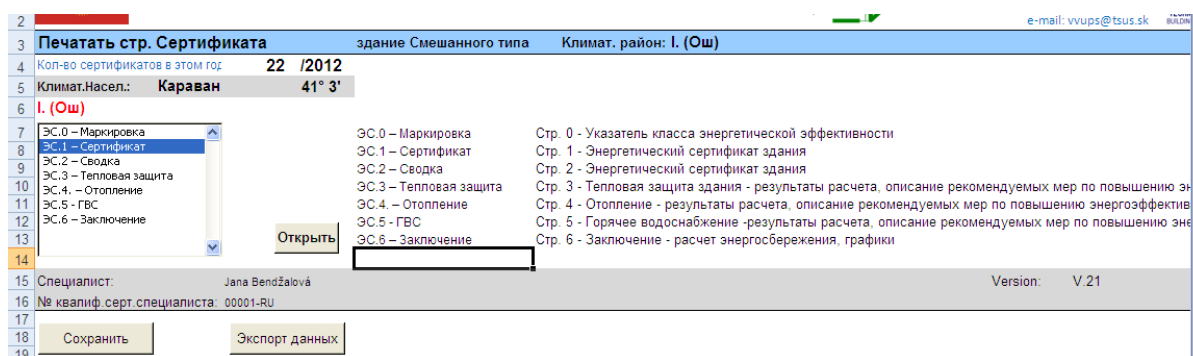 2 e-mail: vvups@tsus.sk
3 Печатать стр. Сертификата здание Смешанного типа Климат. район: I. (Ош)
4 Кол-во сертификатов в этом год 22 /2012
5 Климат.Насел.: Караван 41° 3'
6 I. (Ош)
7 ЭС.0 – Маркировка ЭС.0 – Маркировка Стр. 0 - Указатель класса энергетической эффективности
8 ЭС.1 – Сертификат ЭС.1 – Сертификат Стр. 1 - Энергетический сертификат здания
9 ЭС.2 – Сводка ЭС.2 – Сводка Стр. 2 - Энергетический сертификат здания
10 ЭС.3 – Тепловая защита ЭС.3 – Тепловая защита Стр. 3 - Тепловая защита здания - результаты расчета, описание рекомендуемых мер по повышению эн
11 ЭС.4. – Отопление ЭС.4. – Отопление Стр. 4 - Отопление - результаты расчета, описание рекомендуемых мер по повышению энергоэффектив
12 ЭС.5 - ГВС ЭС.5 - ГВС Стр. 5 - Горячее водоснабжение -результаты расчета, описание рекомендуемых мер по повышению эне
13 ЭС.6 – Заключение Открыть ЭС.6 – Заключение Стр. 6 - Заключение - расчет энергосбережения, графики
14
15 Специалист: Jana Bendžalová Version: V.21
16 № квалиф.серт.специалиста: 00001-RU
17
18 Сохранить Экспорт данных
19